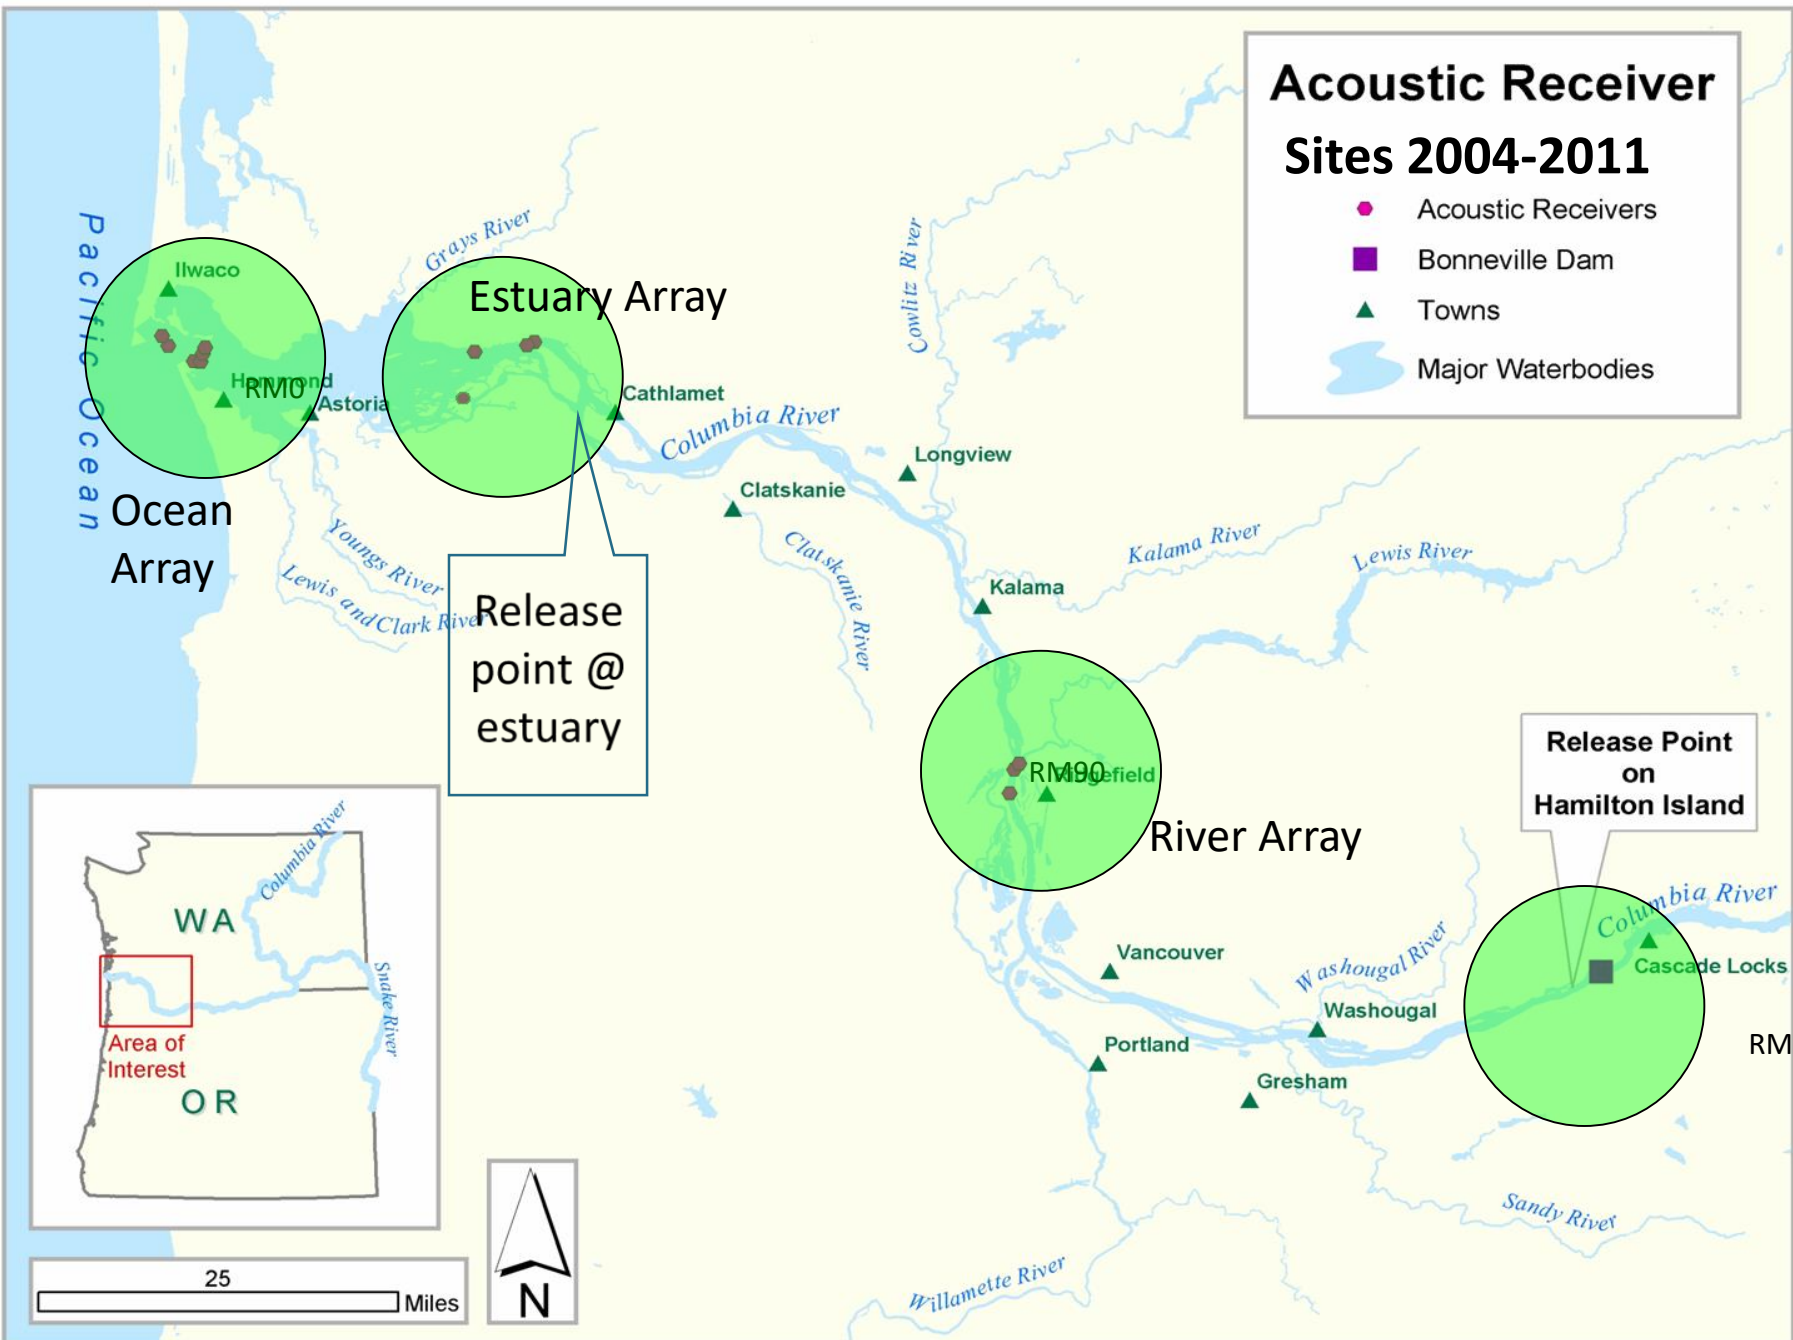 Acoustic Receiver
Sites 2004-2011
Acoustic Receivers
Bonneville Dam
Towns
Major Waterbodies
Pacific Ocean
Ilwaco
Grays River
Estuary Array
Hammond
RM0
Astoria
Cathlamet
Columbia River
Cowlitz River
Longview
Clatskanie
Ocean
Array
Youngs River
Lewis and Clark River
Release
point @
estuary
Clatskanie River
Kalama River
Lewis River
Kalama
RM90
Ridgefield
River Array
Release Point
on
Hamilton Island
Columbia River
Cascade Locks
RM
Vancouver
Washougal River
Washougal
Portland
Gresham
Sandy River
Willamette River
Columbia River
WA
Snake River
Area of
Interest
OR
25
Miles
N